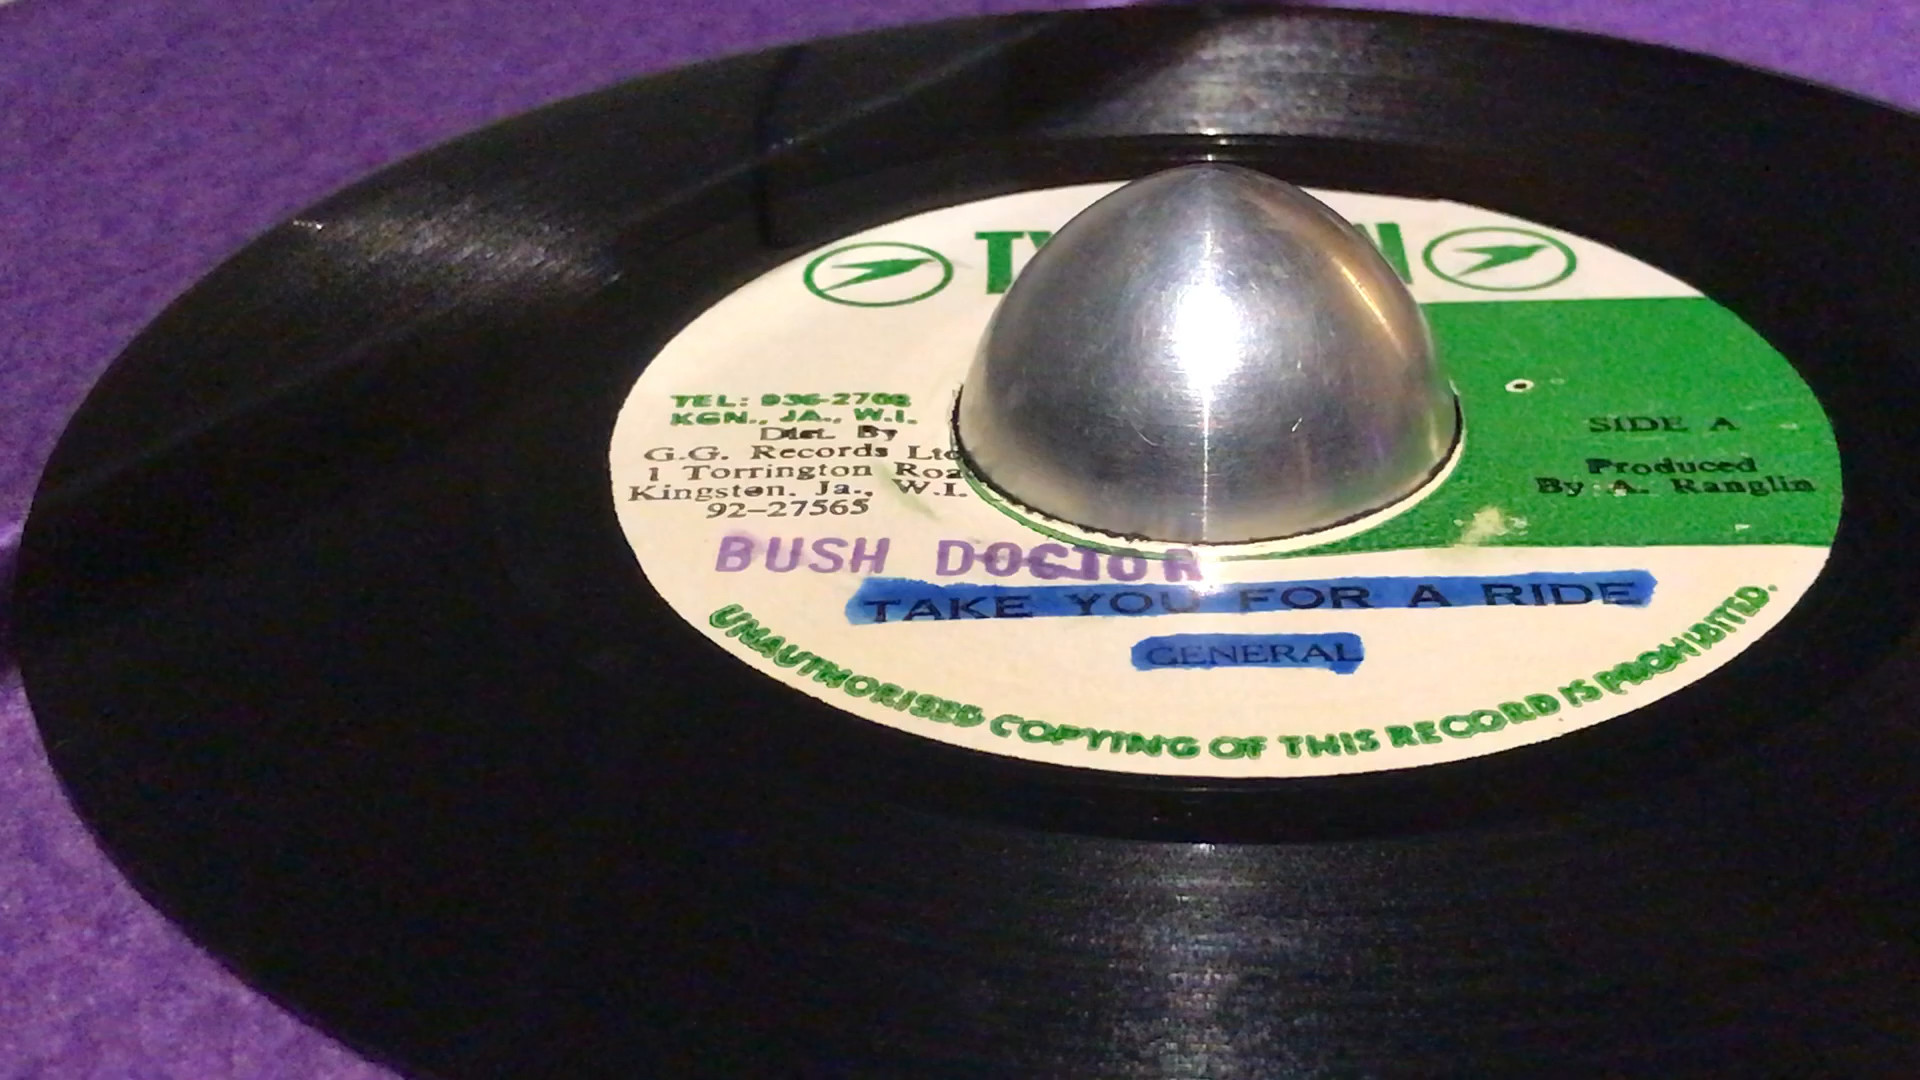 TEL: 936-2708
KGN., JA., W.I.
Dist. By
G.G. Records Ltd
1 Torrington Roa
Kingston. Ja., W.I.
92-27565
SIDE A
Produced
By A. Ranglin
BUSH DOCTOR
TAKE YOU FOR A RIDE
GENERAL
UNAUTHORISED COPYING OF THIS RECORD IS PROHIBITED.